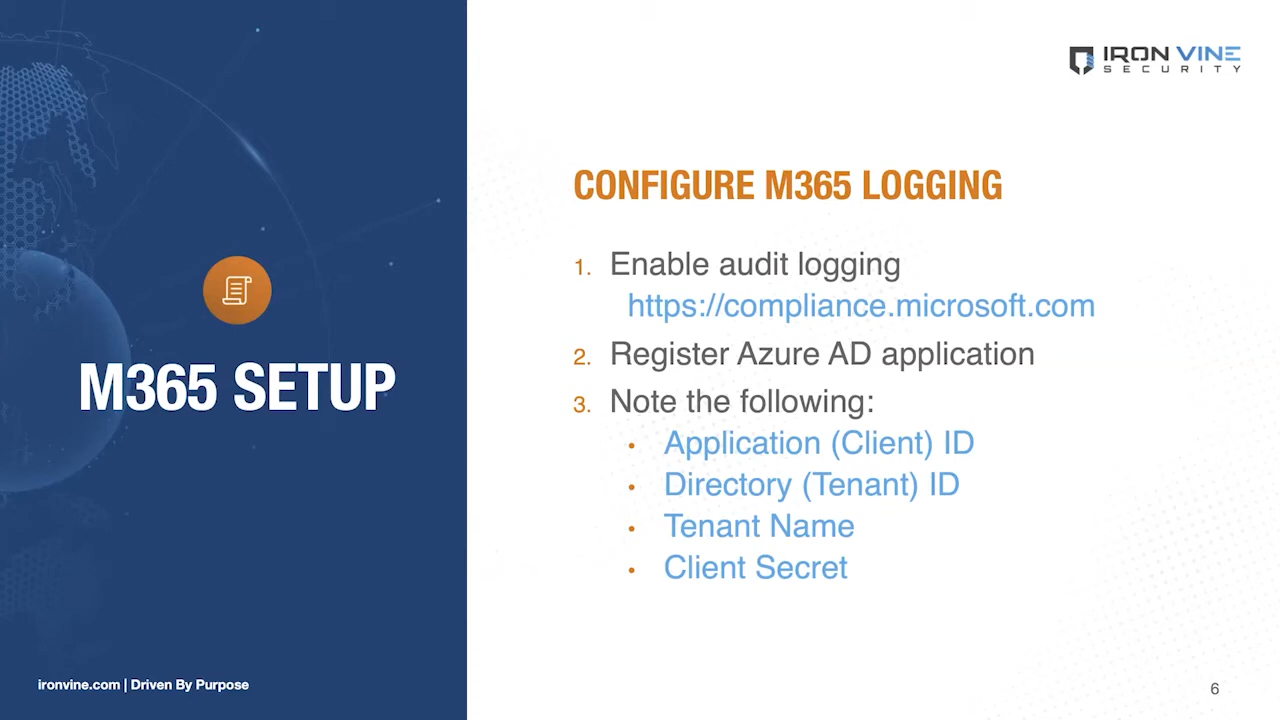 IRON VINE
SECURITY
M365 SETUP
CONFIGURE M365 LOGGING
1. Enable audit logging
https://compliance.microsoft.com
2. Register Azure AD application
3. Note the following:
• Application (Client) ID
• Directory (Tenant) ID
• Tenant Name
• Client Secret
ironvine.com | Driven By Purpose
6